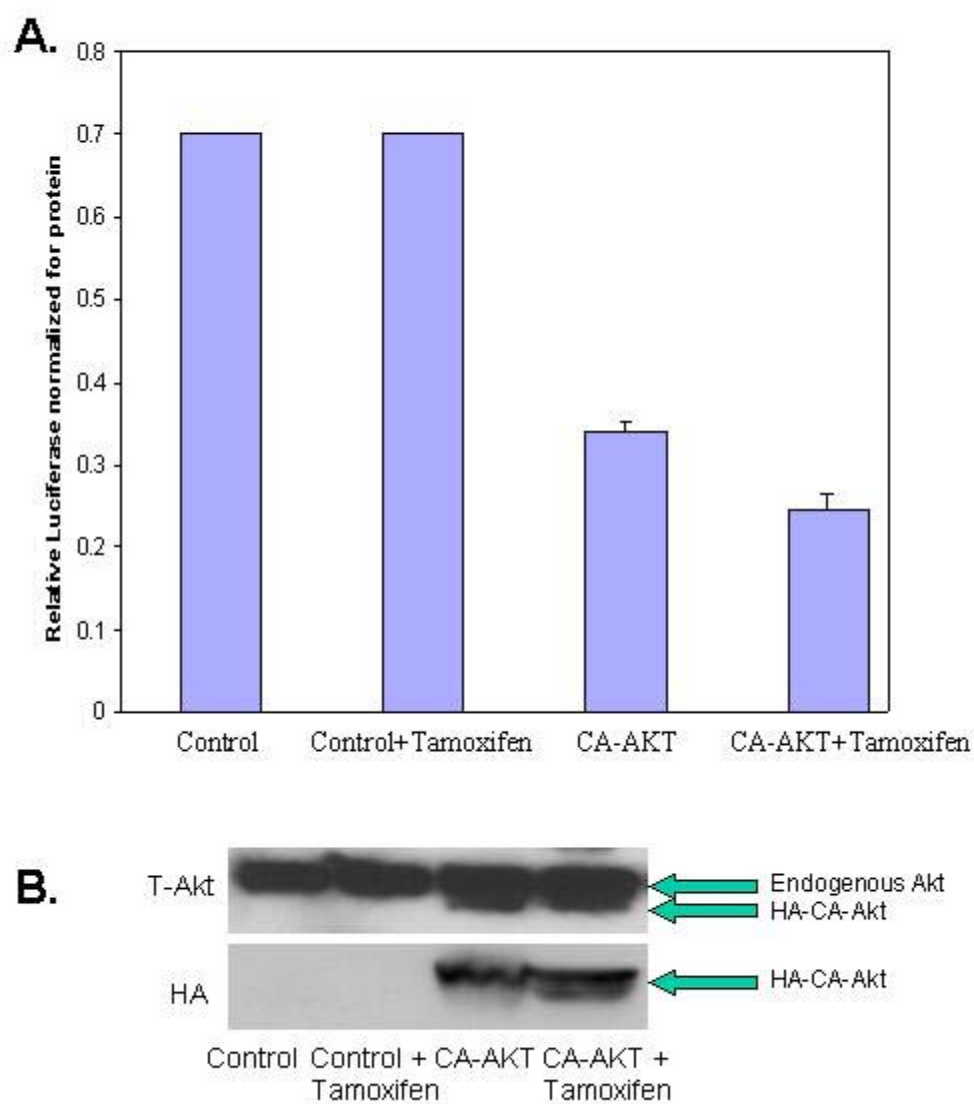 A.
Relative Luciferase normalized for protein
0.8
0.7
0.6
0.5
0.4
0.3
0.2
0.1
0
Control
Control+Tamoxifen
CA-AKT
CA-AKT+Tamoxifen
B.
T-Akt
Endogenous Akt
HA-CA-Akt
HA
HA-CA-Akt
Control
Control +
Tamoxifen
CA-AKT
CA-AKT +
Tamoxifen